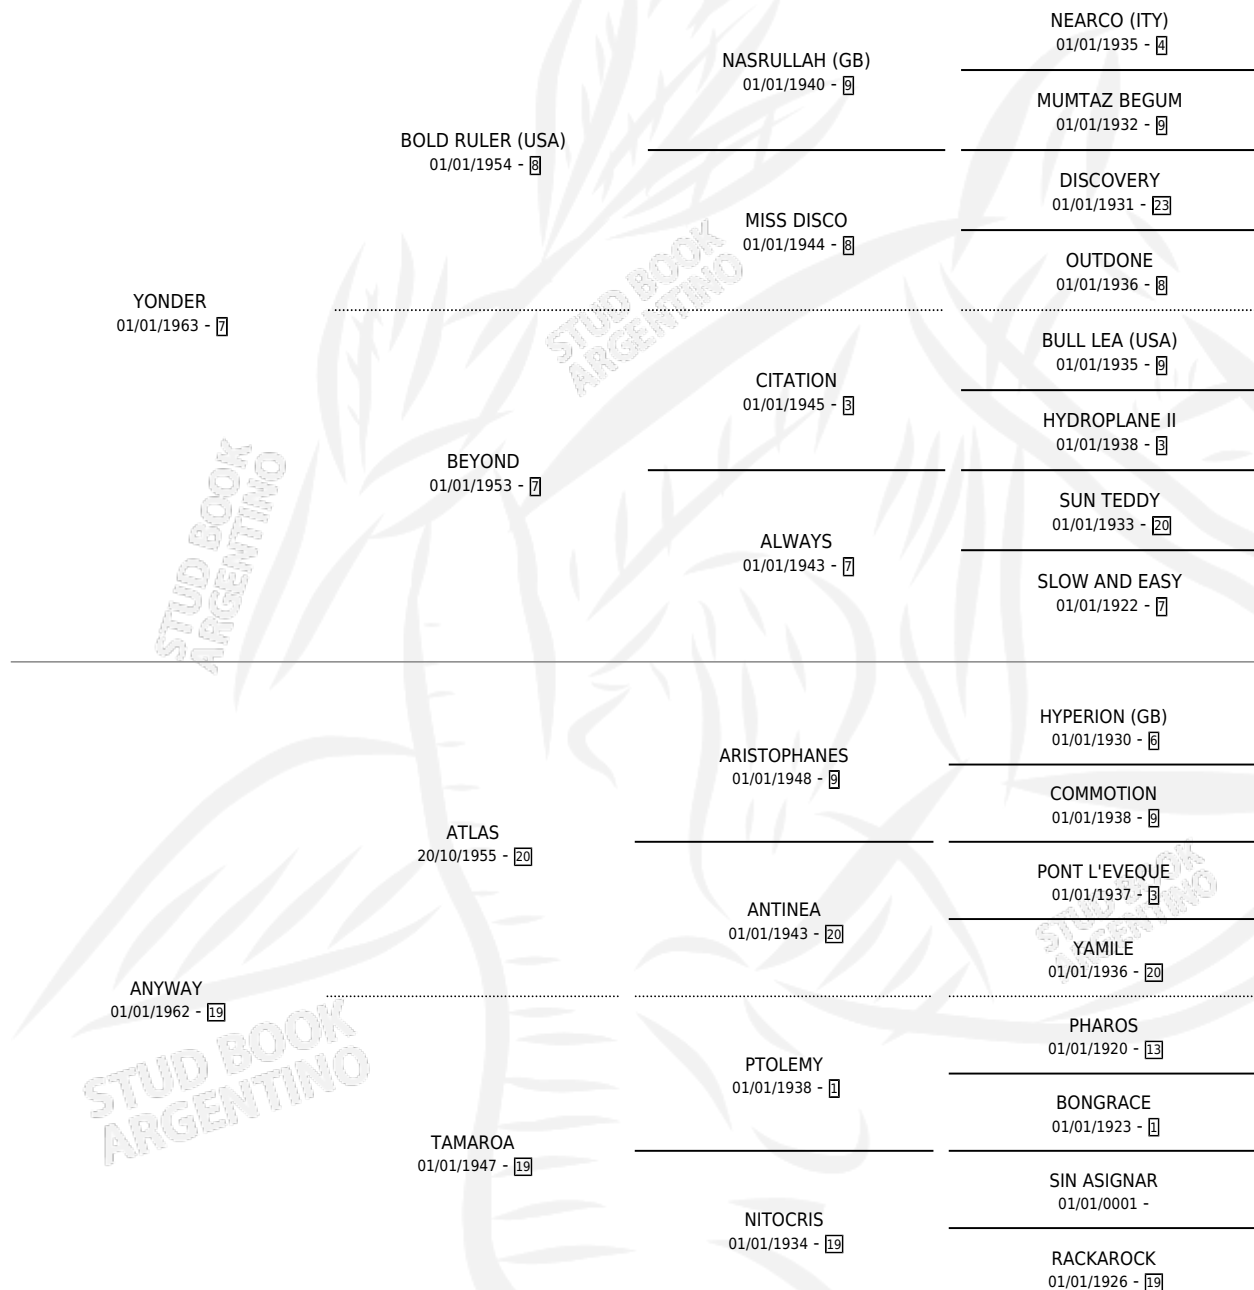 YONDER
01/01/1963 - 7
BOLD RULER (USA)
01/01/1954 - 8
BEYOND
01/01/1953 - 7
NASRULLAH (GB)
01/01/1940 - 9
MISS DISCO
01/01/1944 - 8
CITATION
01/01/1945 - 3
ALWAYS
01/01/1943 - 7
NEARCO (ITY)
01/01/1935 - 4
MUMTAZ BEGUM
01/01/1932 - 9
DISCOVERY
01/01/1931 - 23
OUTDONE
01/01/1936 - 8
BULL LEA (USA)
01/01/1935 - 9
HYDROPLANE II
01/01/1938 - 3
SUN TEDDY
01/01/1933 - 20
SLOW AND EASY
01/01/1922 - 7
ANYWAY
01/01/1962 - 19
ATLAS
20/10/1955 - 20
TAMAROA
01/01/1947 - 19
ARISTOPHANES
01/01/1948 - 9
ANTINEA
01/01/1943 - 20
PTOLEMY
01/01/1938 - 1
NITOCRIS
01/01/1934 - 19
HYPERION (GB)
01/01/1930 - 6
COMMOTION
01/01/1938 - 9
PONT L'EVEQUE
01/01/1937 - 3
YAMILE
01/01/1936 - 20
PHAROS
01/01/1920 - 13
BONGRACE
01/01/1923 - 1
SIN ASIGNAR
01/01/0001 -
RACKAROCK
01/01/1926 - 19
STUD BOOK
ARGENTINO
STUD BOOK
ARGENTINO
STUD BOOK
ARGENTINO
STUD BOOK
ARGENTINO